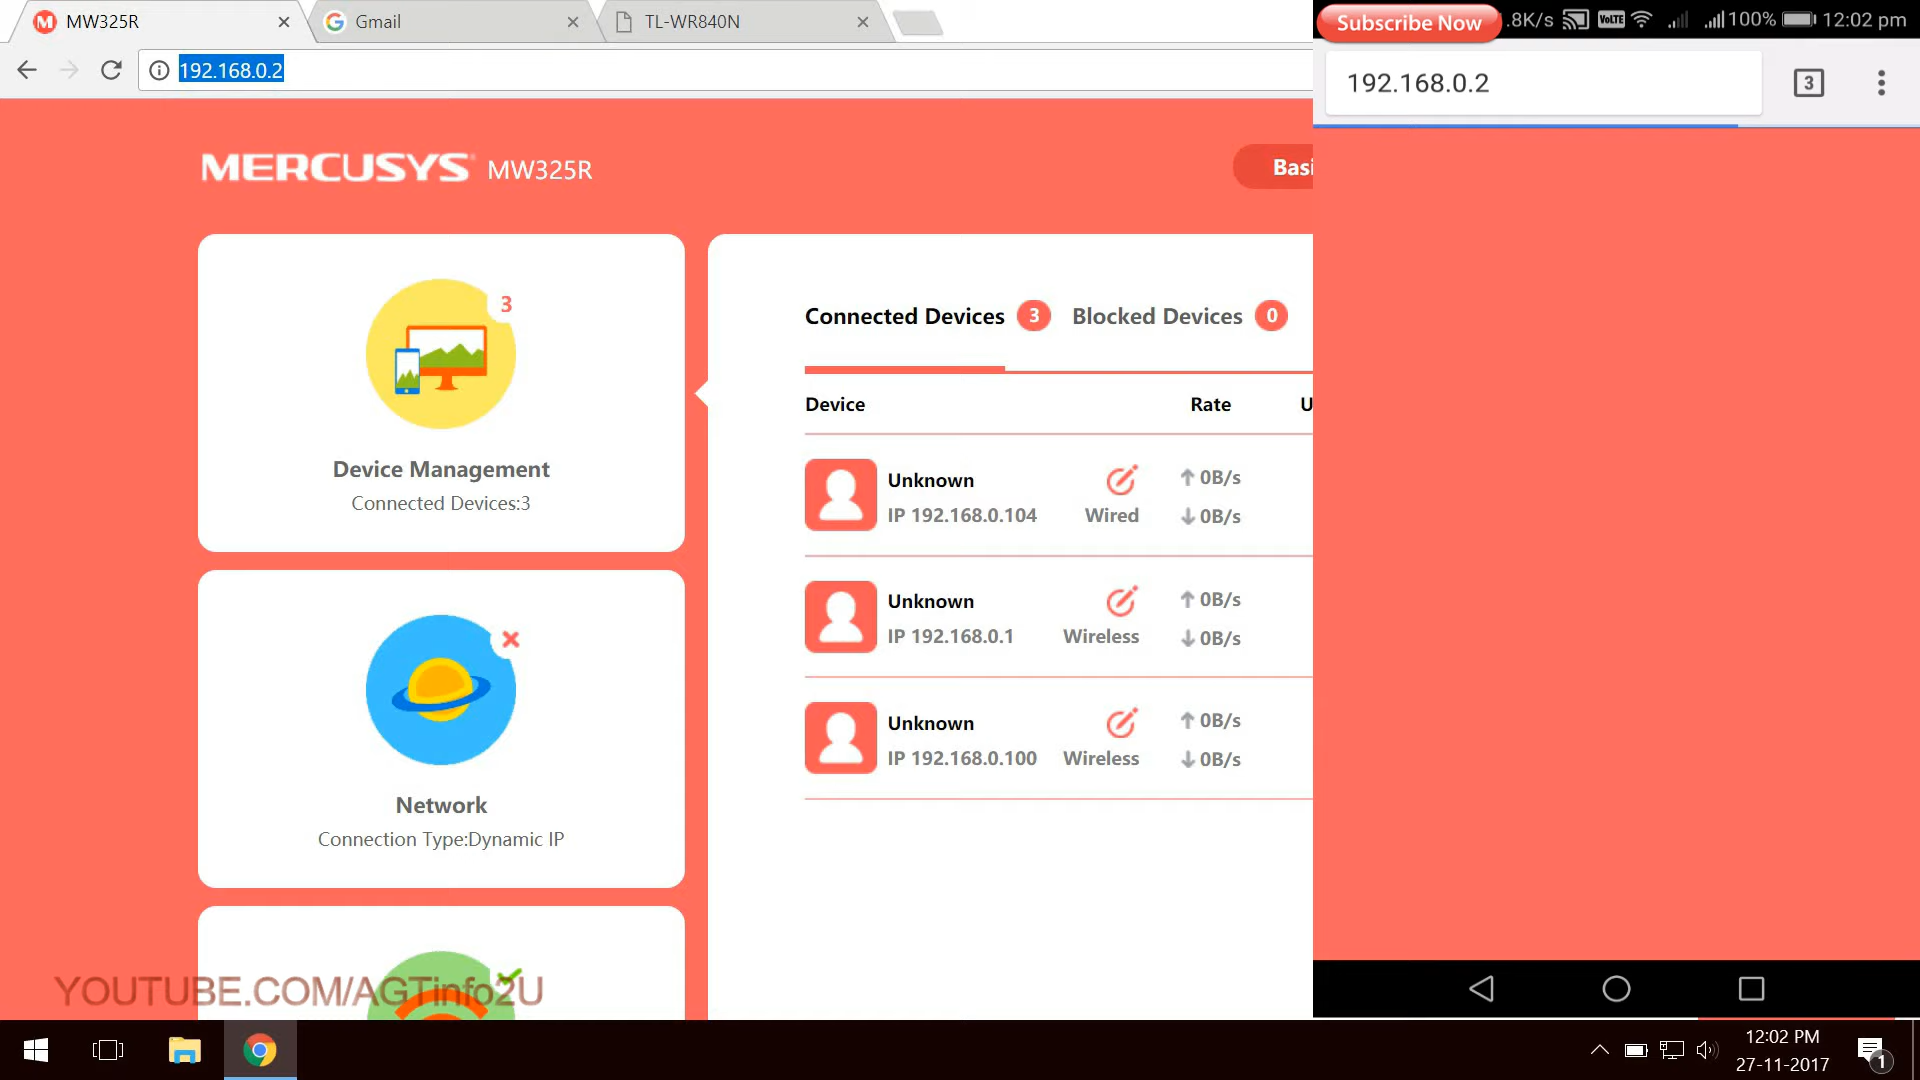 MW325R
Gmail
TL-WR840N
192.168.0.2
Subscribe Now
.8K/s VoLTE 100% 12:02 pm
192.168.0.2
3
MERCUSYS MW325R
Basi
3
Device Management
Connected Devices:3
Network
Connection Type:Dynamic IP
Connected Devices 3
Blocked Devices 0
Device Rate U
Unknown
IP 192.168.0.104 Wired
0B/s
0B/s
Unknown
IP 192.168.0.1 Wireless
0B/s
0B/s
Unknown
IP 192.168.0.100 Wireless
0B/s
0B/s
YOUTUBE.COM/AGTinfo2U
12:02 PM
27-11-2017
1